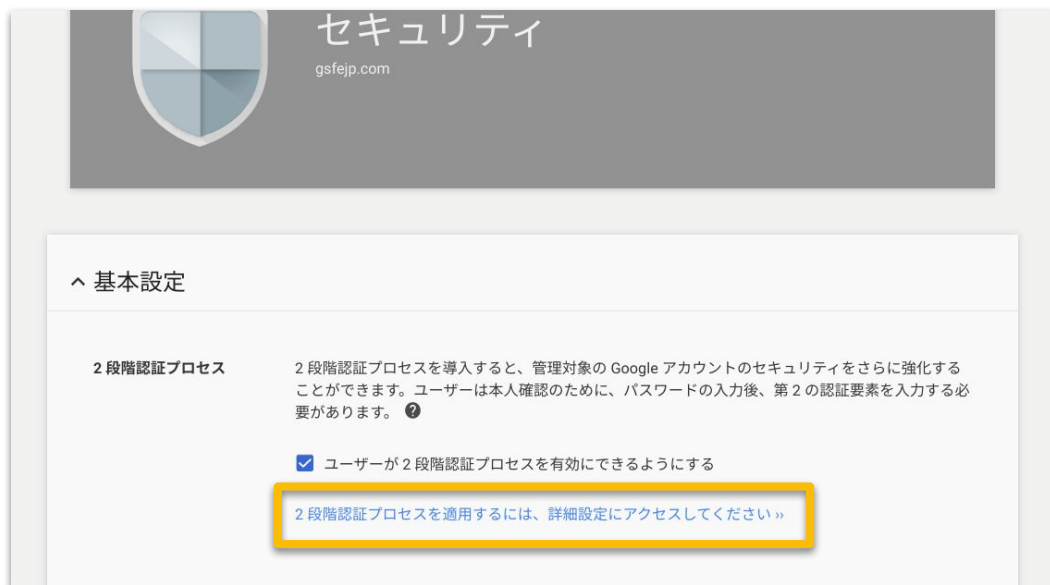 セキュリティ
gsfejp.com
基本設定
2 段階認証プロセス
2 段階認証プロセスを導入すると、管理対象の Google アカウントのセキュリティをさらに強化する
ことができます。ユーザーは本人確認のために、パスワードの入力後、第 2 の認証要素を入力する必
要があります。
ユーザーが 2 段階認証プロセスを有効にできるようにする
2 段階認証プロセスを適用するには、詳細設定にアクセスしてください ››